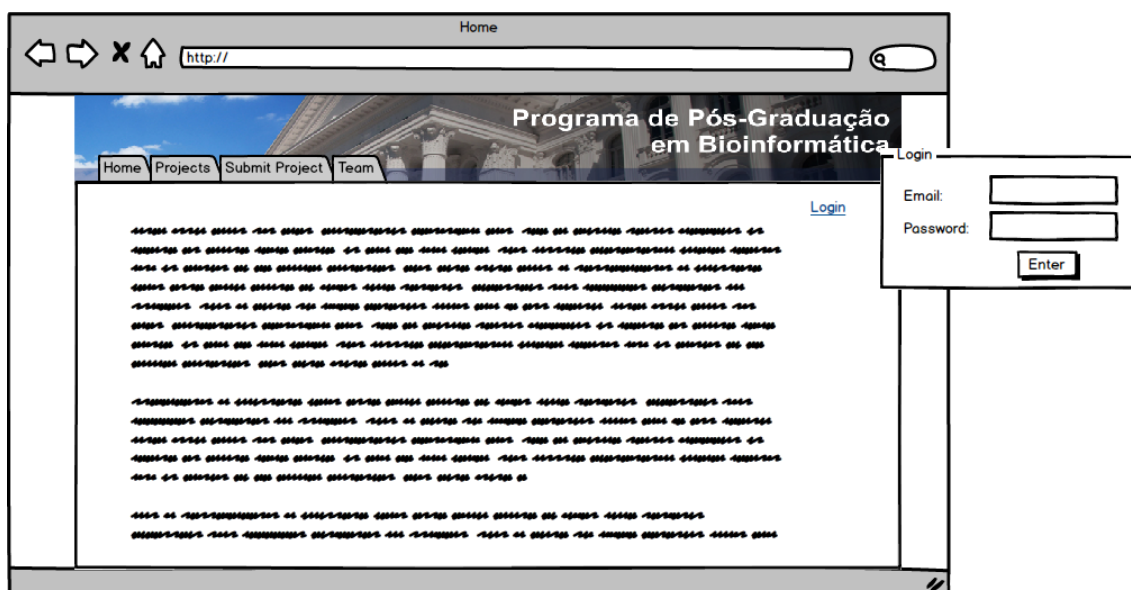 Home
http://
Programa de Pós-Graduação
em Bioinformática
Home Projects Submit Project Team
Login
Login
Email:
Password:
Enter